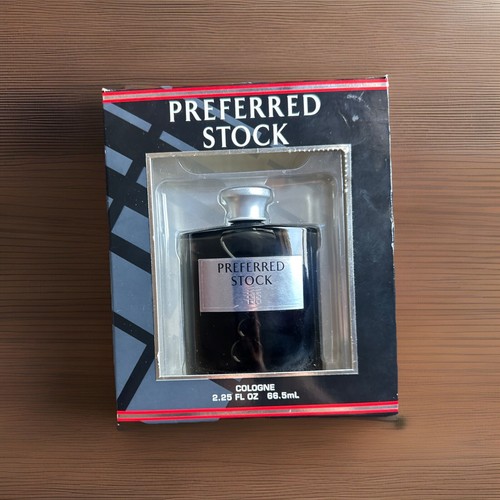 PREFERRED
STOCK
PREFERRED
STOCK
COLOGNE
2.25 FL OZ 66.5mL